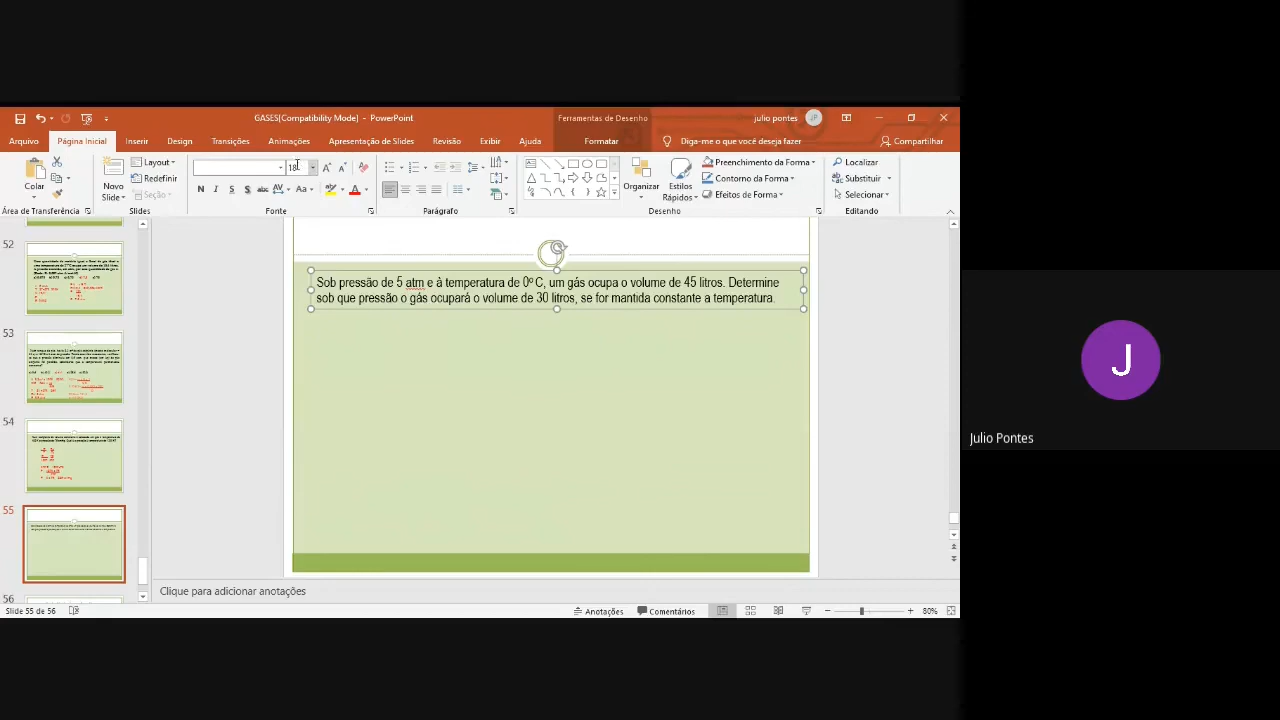 GASES[Compatibility Mode] - PowerPoint
Ferramentas de Desenho
julio pontes
JP
Arquivo
Página Inicial
Inserir
Design
Transições
Animações
Apresentação de Slides
Revisão
Exibir
Ajuda
Formatar
Diga-me o que você deseja fazer
Compartilhar
Colar
Novo
Slide
Layout
Redefinir
Seção
18
N I S S abc AV Aa A
Organizar
Estilos
Rápidos
Preenchimento da Forma
Contorno da Forma
Efeitos de Forma
Localizar
Substituir
Selecionar
Área de Transferência
Slides
Fonte
Parágrafo
Desenho
Editando
52
53
54
55
56
Sob pressão de 5 atm e à temperatura de 0º C, um gás ocupa o volume de 45 litros. Determine
sob que pressão o gás ocupará o volume de 30 litros, se for mantida constante a temperatura.
Clique para adicionar anotações
Slide 55 de 56
Anotações
Comentários
80%
J
Julio Pontes